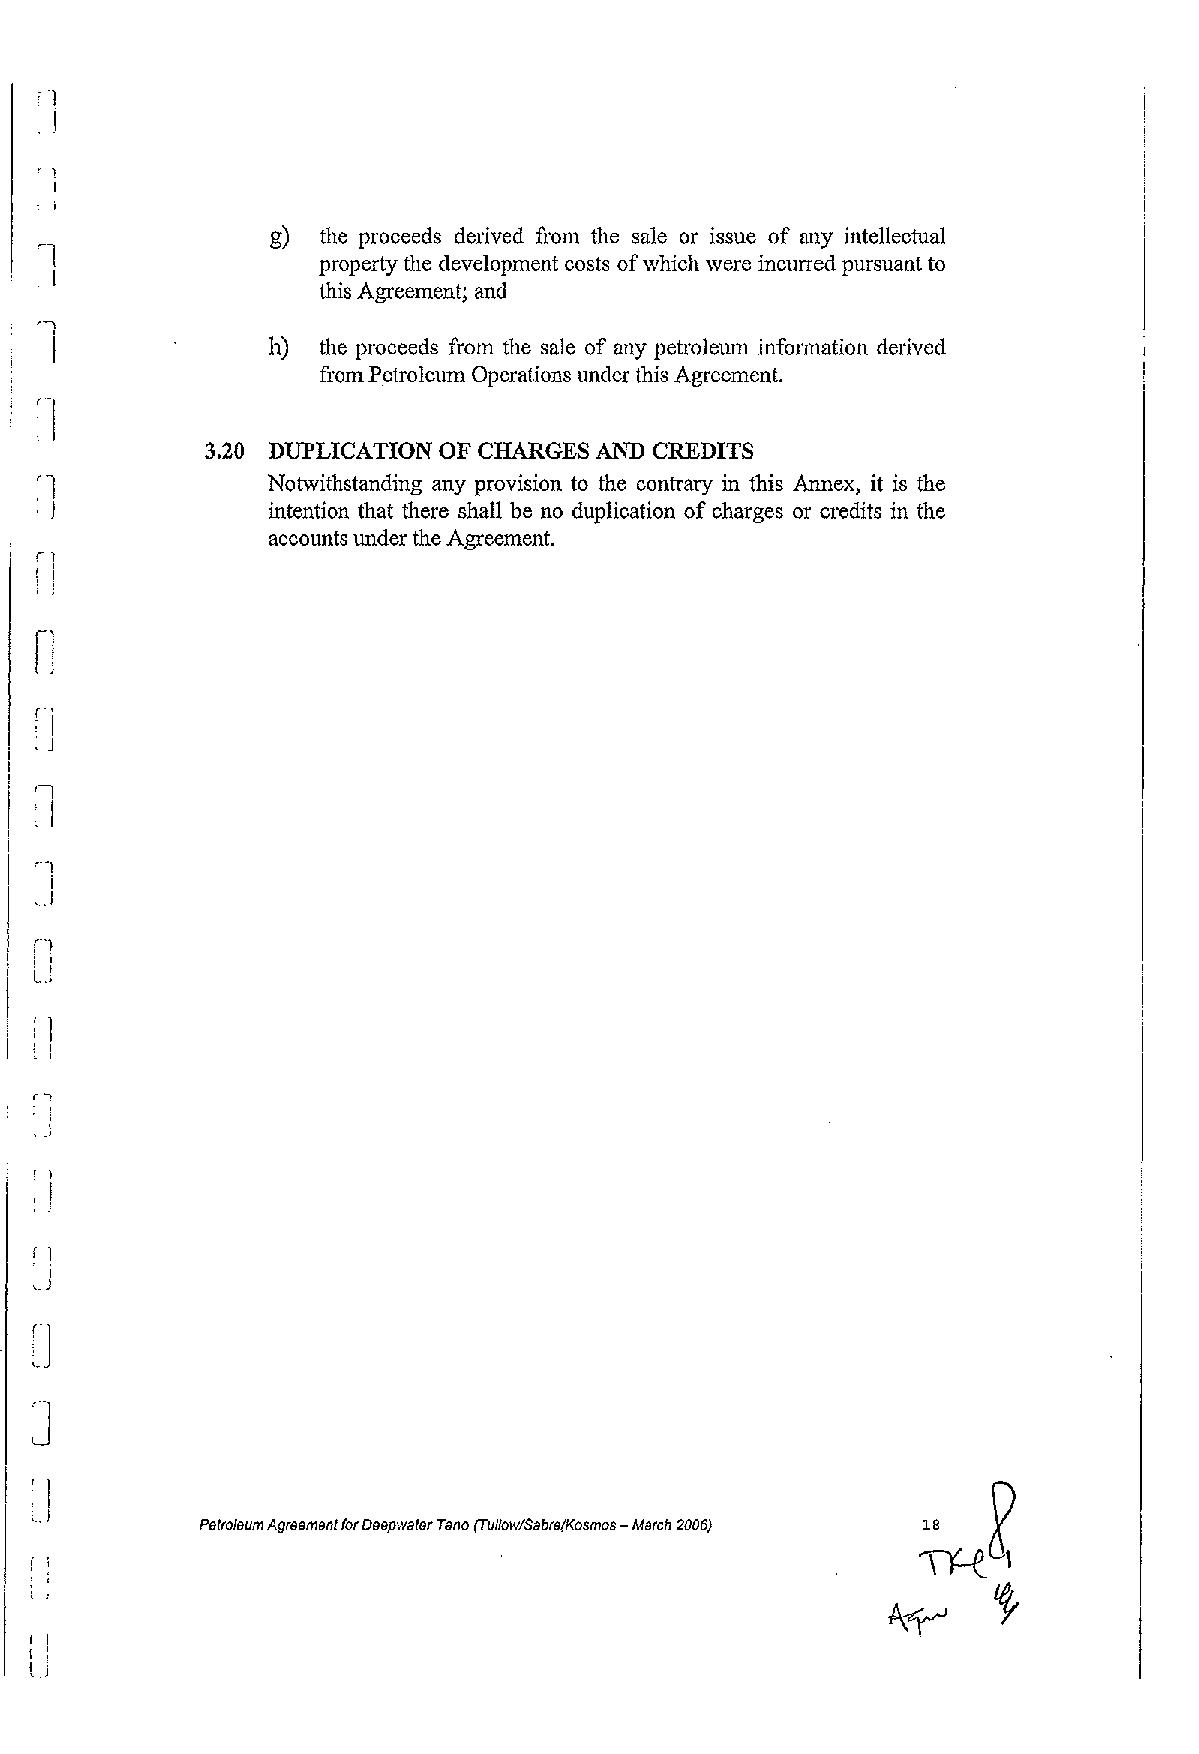 g) the proceeds derived from the sale or issue of any intellectual
property the development costs of which were incurred pursuant to
this Agreement; and
h) the proceeds from the sale of any petroleum information derived
from Petroleum Operations under this Agreement.
3.20 DUPLICATION OF CHARGES AND CREDITS
Notwithstanding any provision to the contrary in this Annex, it is the
intention that there shall be no duplication of charges or credits in the
accounts under the Agreement.
Petroleum Agreement for Deepwater Tano (Tullow/Sabre/Kosmos – March 2006) 18